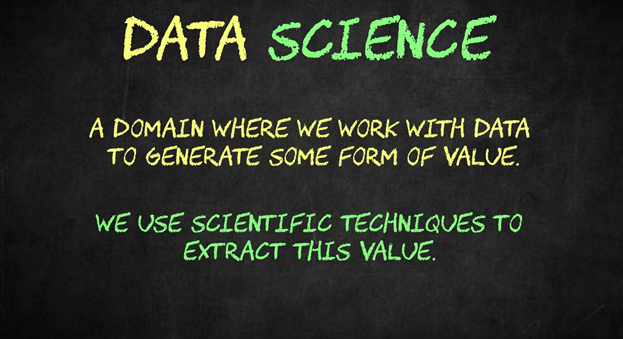 DATA SCIENCE
A DOMAIN WHERE WE WORK WITH DATA
TO GENERATE SOME FORM OF VALUE.
WE USE SCIENTIFIC TECHNIQUES TO
EXTRACT THIS VALUE.